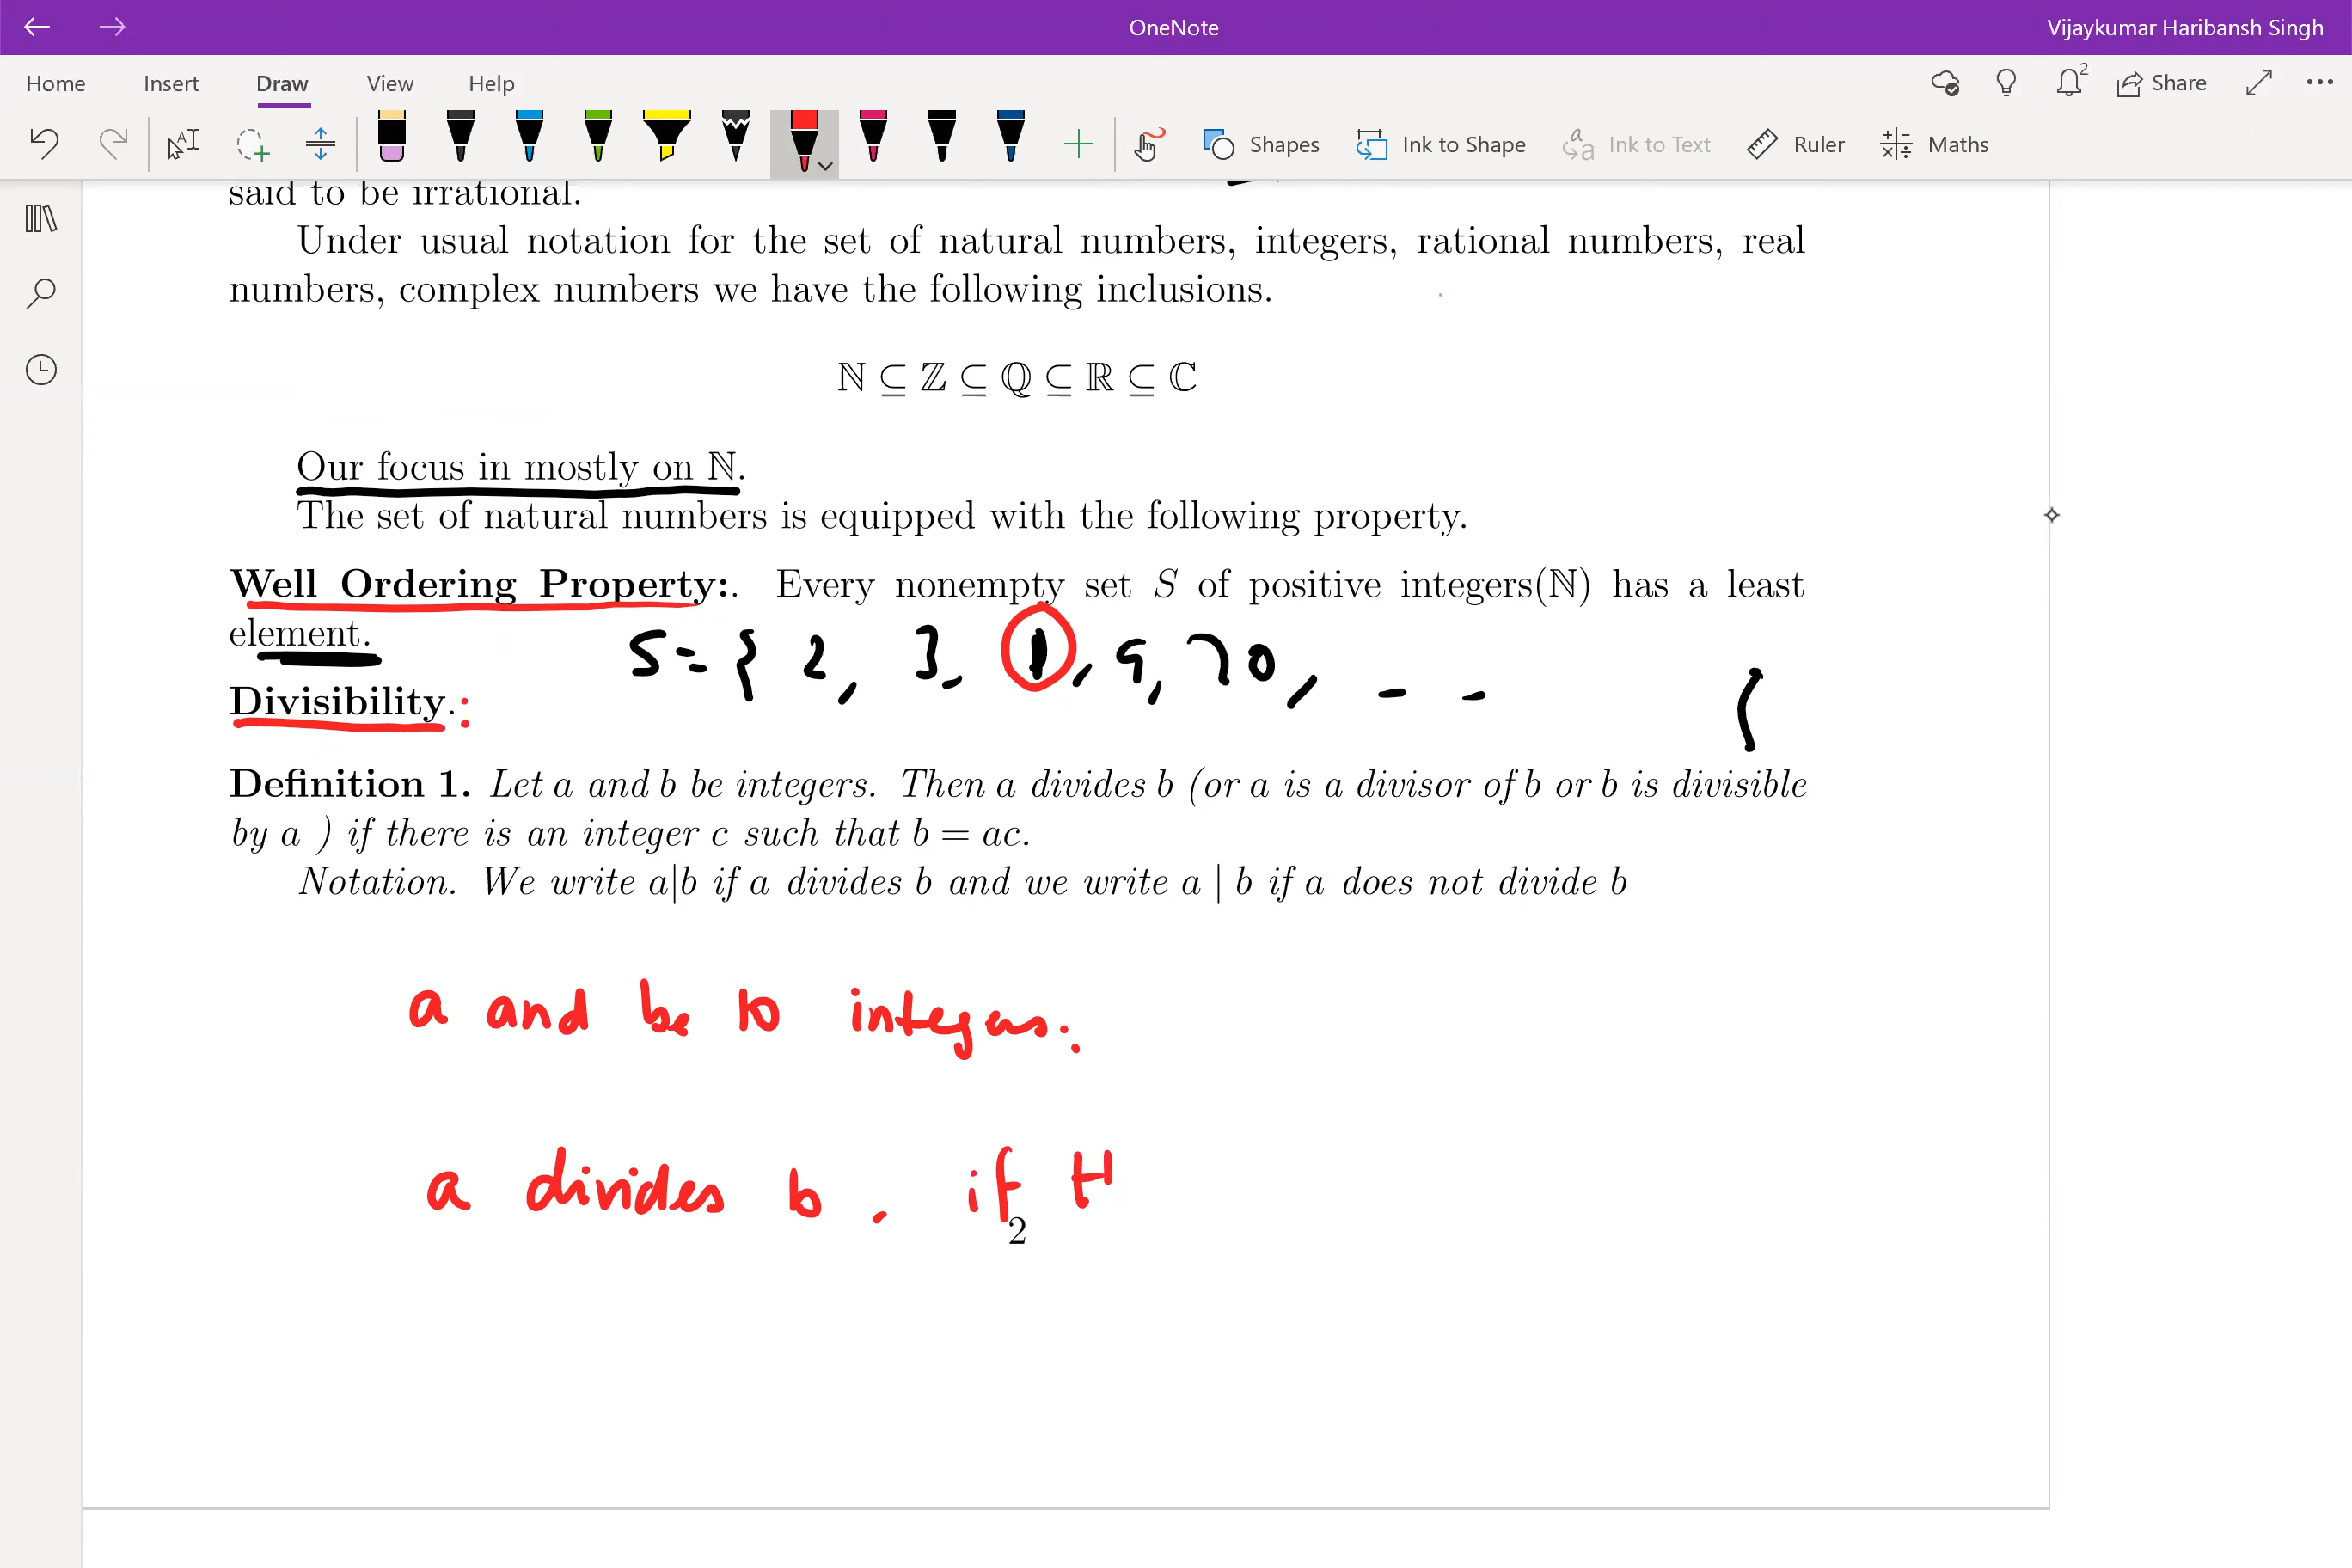 OneNote
Vijaykumar Haribansh Singh
Home Insert Draw View Help
2 Share
Shapes Ink to Shape Ink to Text Ruler Maths
said to be irrational.
Under usual notation for the set of natural numbers, integers, rational numbers, real
numbers, complex numbers we have the following inclusions.
ℕ ⊆ ℤ ⊆ ℚ ⊆ ℝ ⊆ ℂ
Our focus in mostly on ℕ.
The set of natural numbers is equipped with the following property.
Well Ordering Property:. Every nonempty set S of positive integers(ℕ) has a least
element.
S = { 2, 3, 1, 9, 70, - -
Divisibility.:
Definition 1. Let a and b be integers. Then a divides b (or a is a divisor of b or b is divisible
by a ) if there is an integer c such that b = ac.
Notation. We write a|b if a divides b and we write a ∣ b if a does not divide b
a and be to integers.
a divides b. if
2